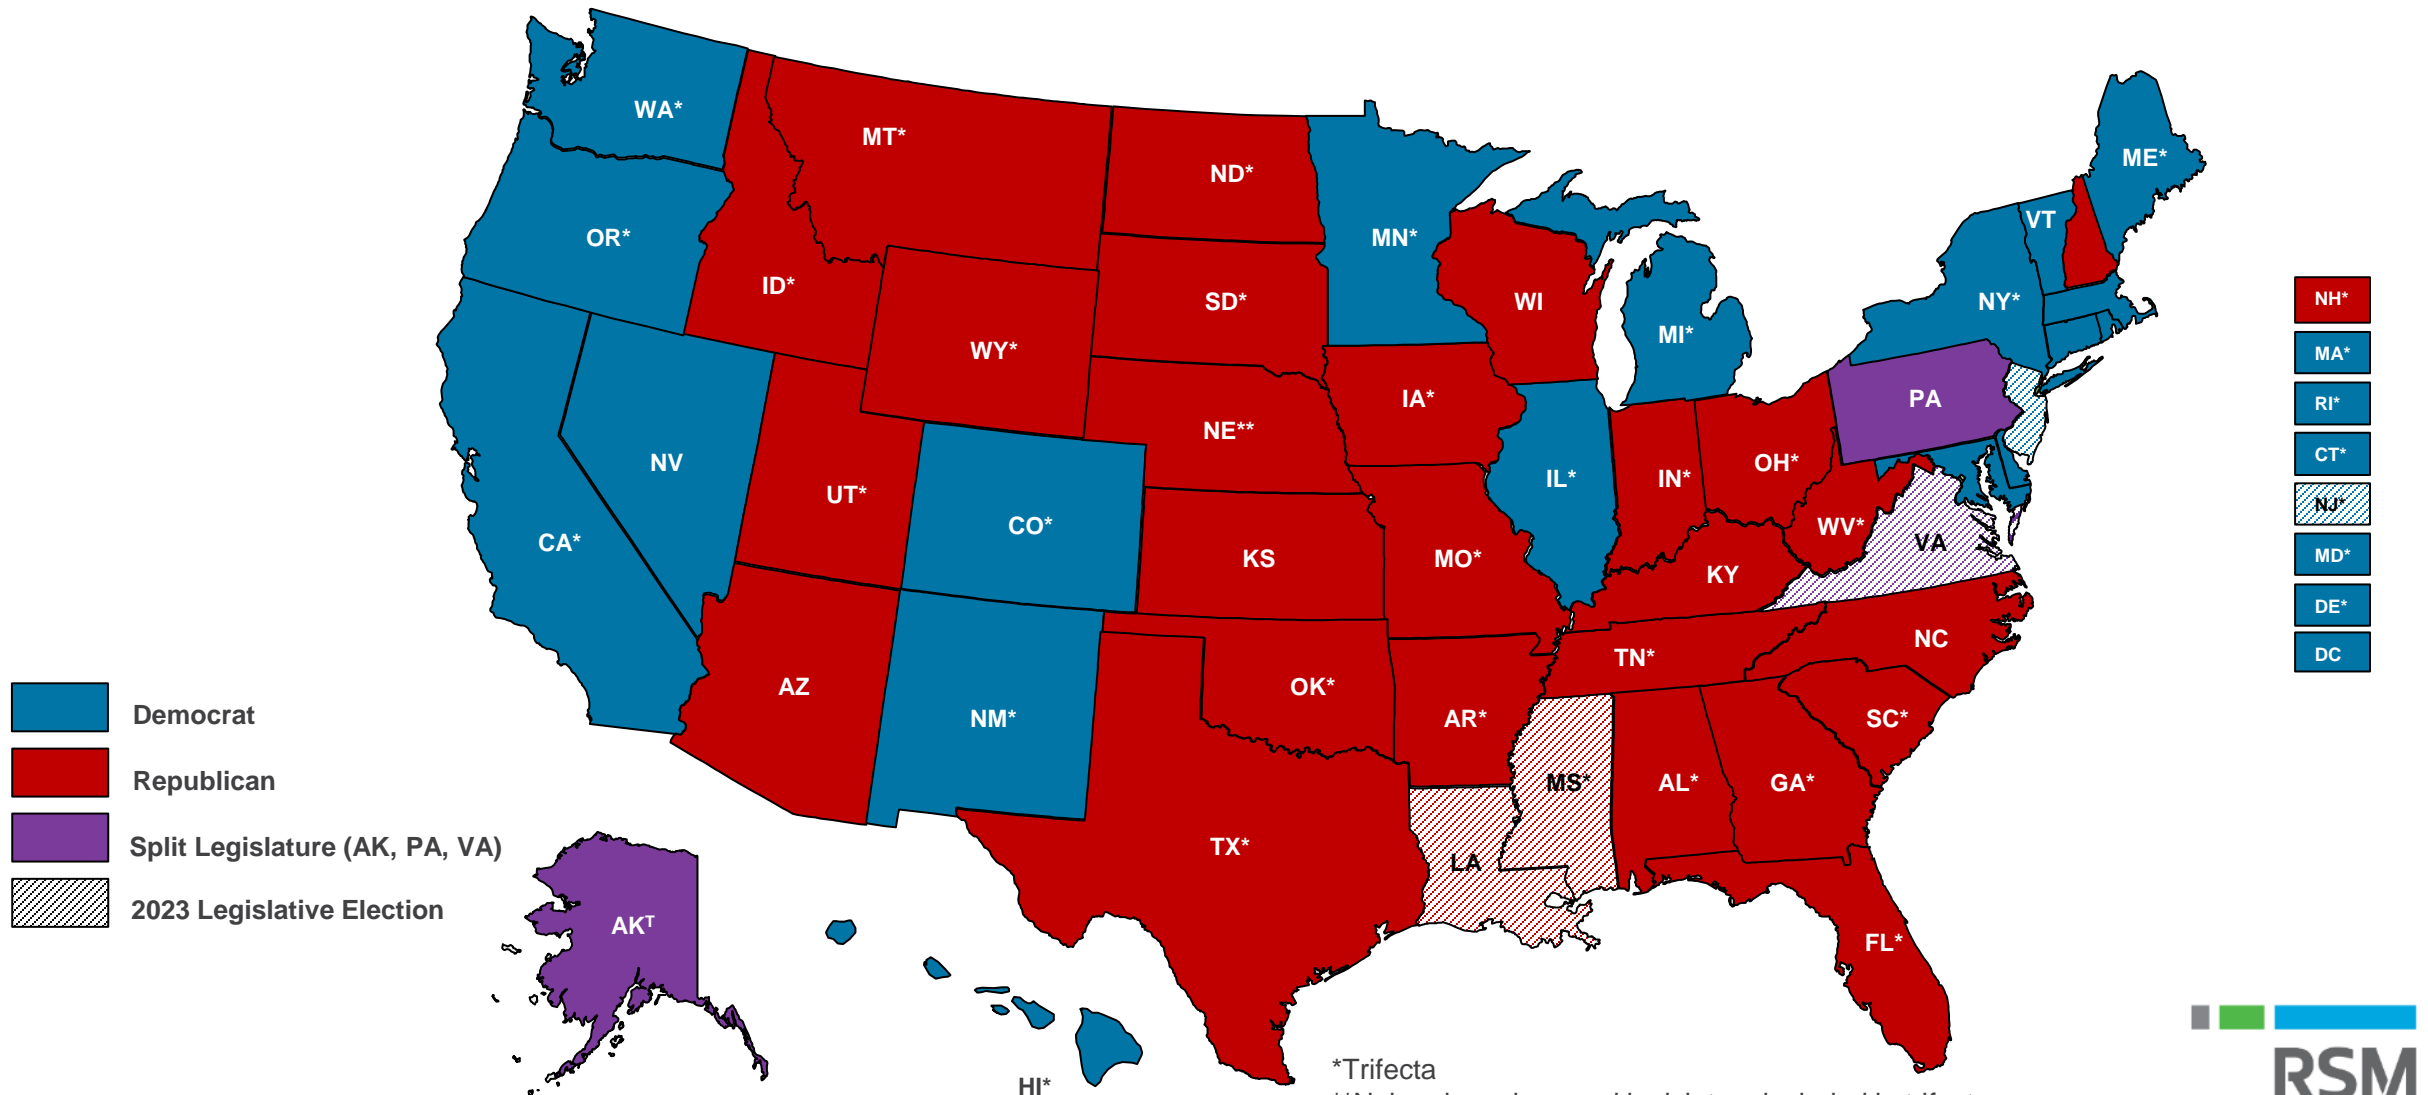 WA*
MT*
ND*
ME*
OR*
MN*
VT
ID*
SD*
WI
NY*
NH*
MI*
WY*
MA*
IA*
PA
RI*
NE**
NV
UT*
IL*
IN*
OH*
CT*
NJ*
CO*
WV*
CA*
VA
KS
MO*
KY
MD*
DE*
NC
TN*
DC
AZ
OK*
NM*
AR*
SC*
Democrat
MS*
AL*
GA*
Republican
TX*
Split Legislature (AK, PA, VA)
LA
2023 Legislative Election
AKᵀ
FL*
*Trifecta
HI*
RSM